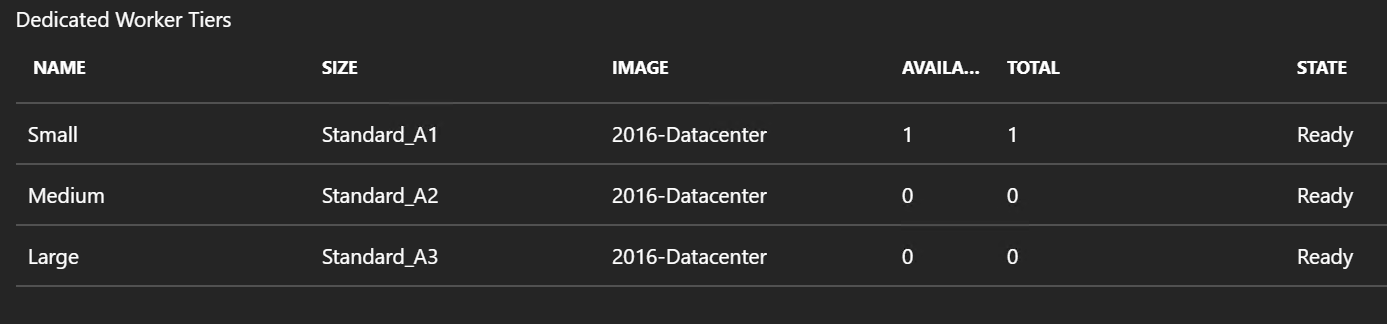 Dedicated Worker Tiers
NAME SIZE IMAGE AVAILA... TOTAL STATE
Small Standard_A1 2016-Datacenter 1 1 Ready
Medium Standard_A2 2016-Datacenter 0 0 Ready
Large Standard_A3 2016-Datacenter 0 0 Ready